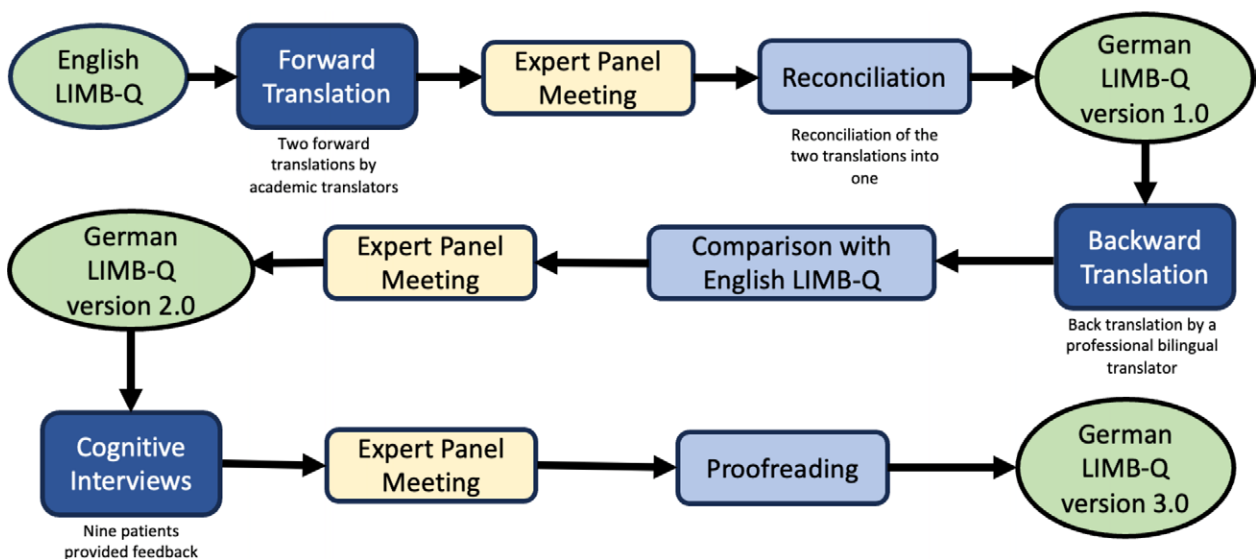 English
LIMB-Q
Forward
Translation
Two forward
translations by
academic translators
Expert Panel
Meeting
Reconciliation
Reconciliation of the
two translations into
one
German
LIMB-Q
version 1.0
Backward
Translation
Back translation by a
professional bilingual
translator
Comparison with
English LIMB-Q
Expert Panel
Meeting
German
LIMB-Q
version 2.0
Cognitive
Interviews
Nine patients
provided feedback
Expert Panel
Meeting
Proofreading
German
LIMB-Q
version 3.0